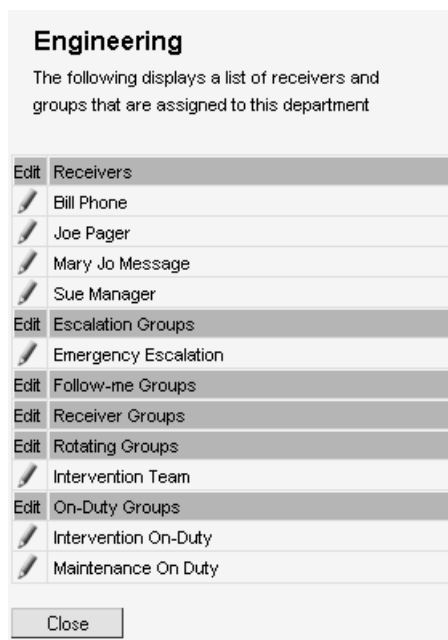 Engineering
The following displays a list of receivers and
groups that are assigned to this department
Edit Receivers
Bill Phone
Joe Pager
Mary Jo Message
Sue Manager
Edit Escalation Groups
Emergency Escalation
Edit Follow-me Groups
Edit Receiver Groups
Edit Rotating Groups
Intervention Team
Edit On-Duty Groups
Intervention On-Duty
Maintenance On Duty
Close